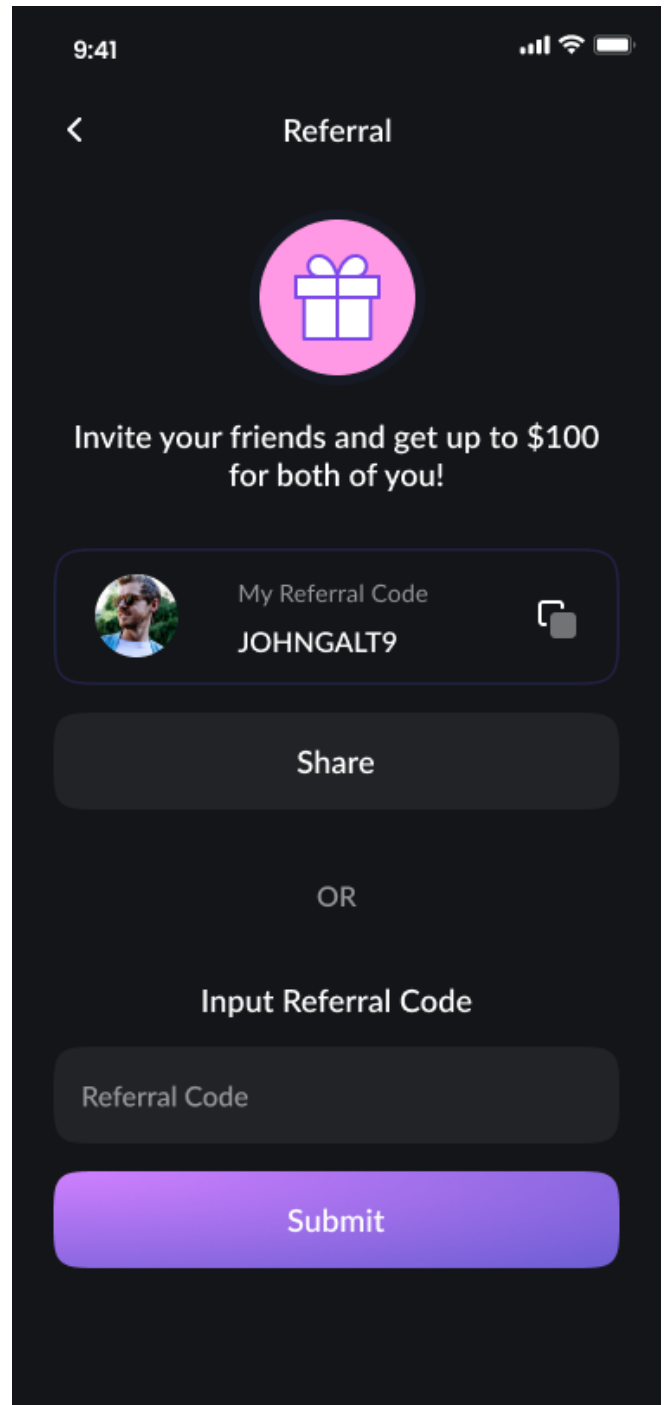 9:41
Referral
Invite your friends and get up to $100
for both of you!
My Referral Code
JOHNGALT9
Share
OR
Input Referral Code
Referral Code
Submit